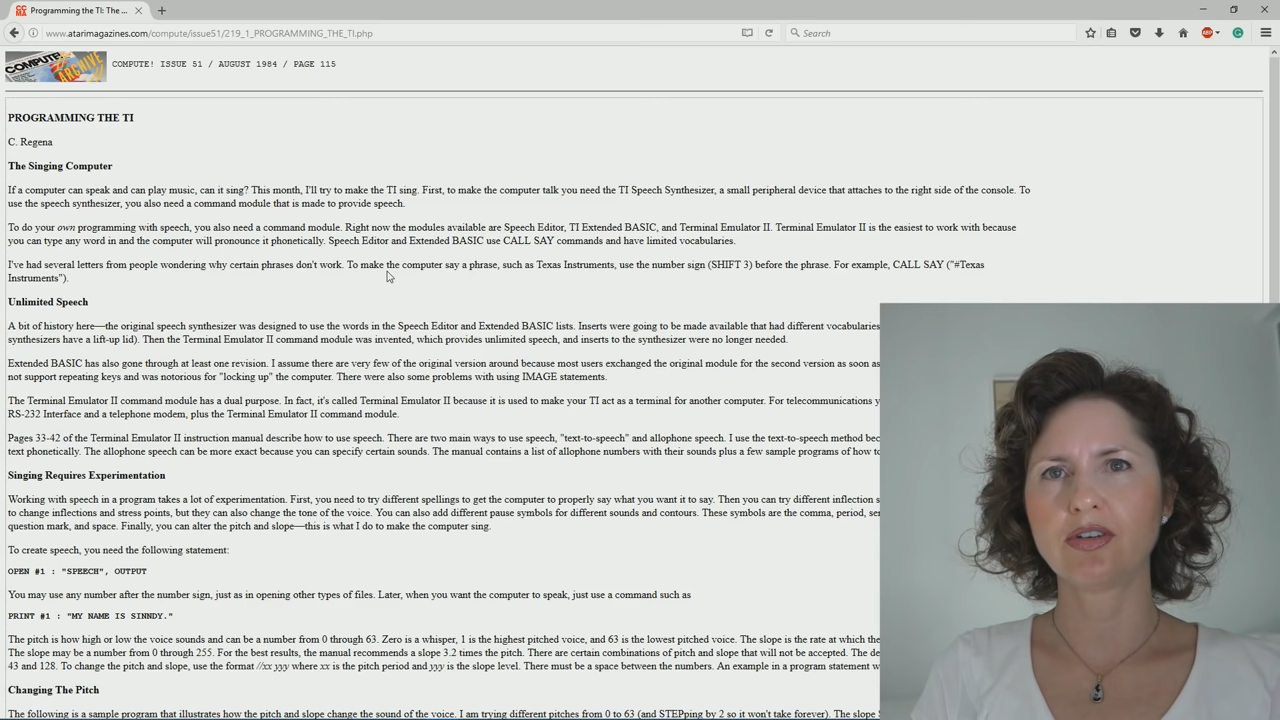 Programming the TI: The ...
www.atarimagazines.com/compute/issue51/219_1_PROGRAMMING_THE_TI.php
Search
ABP
COMPUTE!
ARCHIVE
COMPUTE! ISSUE 51 / AUGUST 1984 / PAGE 115
PROGRAMMING THE TI
C. Regena
The Singing Computer
If a computer can speak and can play music, can it sing? This month, I'll try to make the TI sing. First, to make the computer talk you need the TI Speech Synthesizer, a small peripheral device that attaches to the right side of the console. To
use the speech synthesizer, you also need a command module that is made to provide speech.
To do your own programming with speech, you also need a command module. Right now the modules available are Speech Editor, TI Extended BASIC, and Terminal Emulator II. Terminal Emulator II is the easiest to work with because
you can type any word in and the computer will pronounce it phonetically. Speech Editor and Extended BASIC use CALL SAY commands and have limited vocabularies.
I've had several letters from people wondering why certain phrases don't work. To make the computer say a phrase, such as Texas Instruments, use the number sign (SHIFT 3) before the phrase. For example, CALL SAY ("#Texas
Instruments").
Unlimited Speech
A bit of history here—the original speech synthesizer was designed to use the words in the Speech Editor and Extended BASIC lists. Inserts were going to be made available that had different vocabularies
synthesizers have a lift-up lid). Then the Terminal Emulator II command module was invented, which provides unlimited speech, and inserts to the synthesizer were no longer needed.
Extended BASIC has also gone through at least one revision. I assume there are very few of the original version around because most users exchanged the original module for the second version as soon as
not support repeating keys and was notorious for "locking up" the computer. There were also some problems with using IMAGE statements.
The Terminal Emulator II command module has a dual purpose. In fact, it's called Terminal Emulator II because it is used to make your TI act as a terminal for another computer. For telecommunications y
RS-232 Interface and a telephone modem, plus the Terminal Emulator II command module.
Pages 33-42 of the Terminal Emulator II instruction manual describe how to use speech. There are two main ways to use speech, "text-to-speech" and allophone speech. I use the text-to-speech method bec
text phonetically. The allophone speech can be more exact because you can specify certain sounds. The manual contains a list of allophone numbers with their sounds plus a few sample programs of how to
Singing Requires Experimentation
Working with speech in a program takes a lot of experimentation. First, you need to try different spellings to get the computer to properly say what you want it to say. Then you can try different inflection s
to change inflections and stress points, but they can also change the tone of the voice. You can also add different pause symbols for different sounds and contours. These symbols are the comma, period, ser
question mark, and space. Finally, you can alter the pitch and slope—this is what I do to make the computer sing.
To create speech, you need the following statement:
OPEN #1 : "SPEECH", OUTPUT
You may use any number after the number sign, just as in opening other types of files. Later, when you want the computer to speak, just use a command such as
PRINT #1 : "MY NAME IS SINNDY."
The pitch is how high or low the voice sounds and can be a number from 0 through 63. Zero is a whisper, 1 is the highest pitched voice, and 63 is the lowest pitched voice. The slope is the rate at which the
The slope may be a number from 0 through 255. For the best results, the manual recommends a slope 3.2 times the pitch. There are certain combinations of pitch and slope that will not be accepted. The de
43 and 128. To change the pitch and slope, use the format //xx yyy where xx is the pitch period and yyy is the slope level. There must be a space between the numbers. An example in a program statement w
Changing The Pitch
The following is a sample program that illustrates how the pitch and slope change the sound of the voice. I am trying different pitches from 0 to 63 (and STEPping by 2 so it won't take forever). The slope